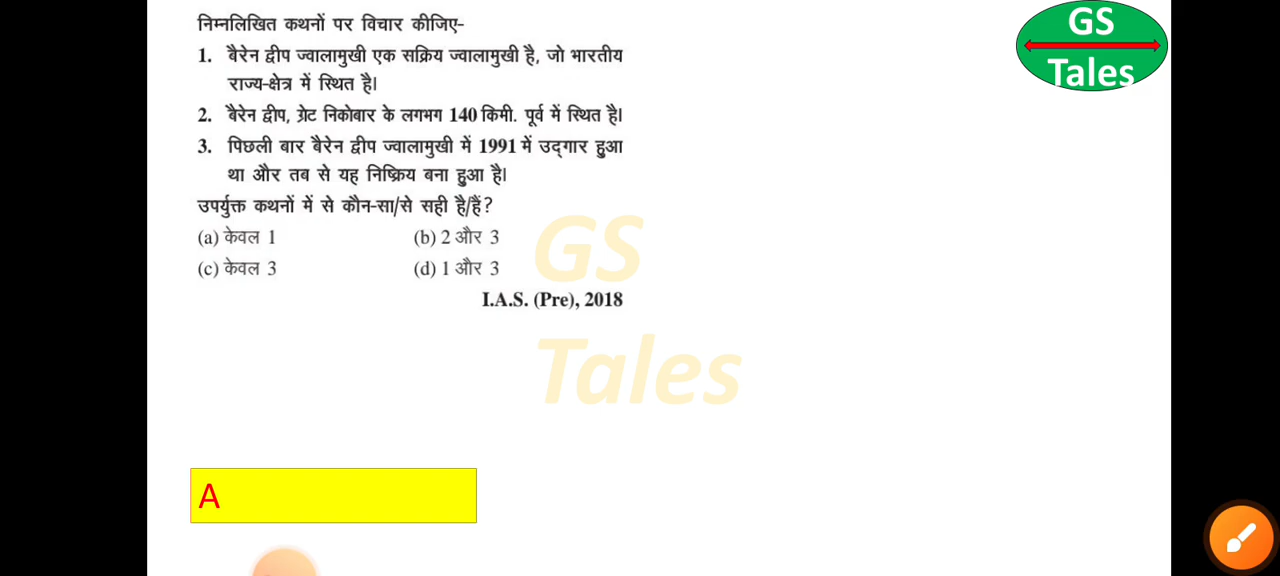 निम्नलिखित कथनों पर विचार कीजिए-
1. बैरेन द्वीप ज्वालामुखी एक सक्रिय ज्वालामुखी है, जो भारतीय
राज्य-क्षेत्र में स्थित है।
2. बैरेन द्वीप, ग्रेट निकोबार के लगभग 140 किमी. पूर्व में स्थित है।
3. पिछली बार बैरेन द्वीप ज्वालामुखी में 1991 में उद्गार हुआ
था और तब से यह निष्क्रिय बना हुआ है।
उपर्युक्त कथनों में से कौन-सा/से सही है/हैं?
(a) केवल 1 (b) 2 और 3
(c) केवल 3 (d) 1 और 3
I.A.S. (Pre), 2018
GS
Tales
A
GS
Tales